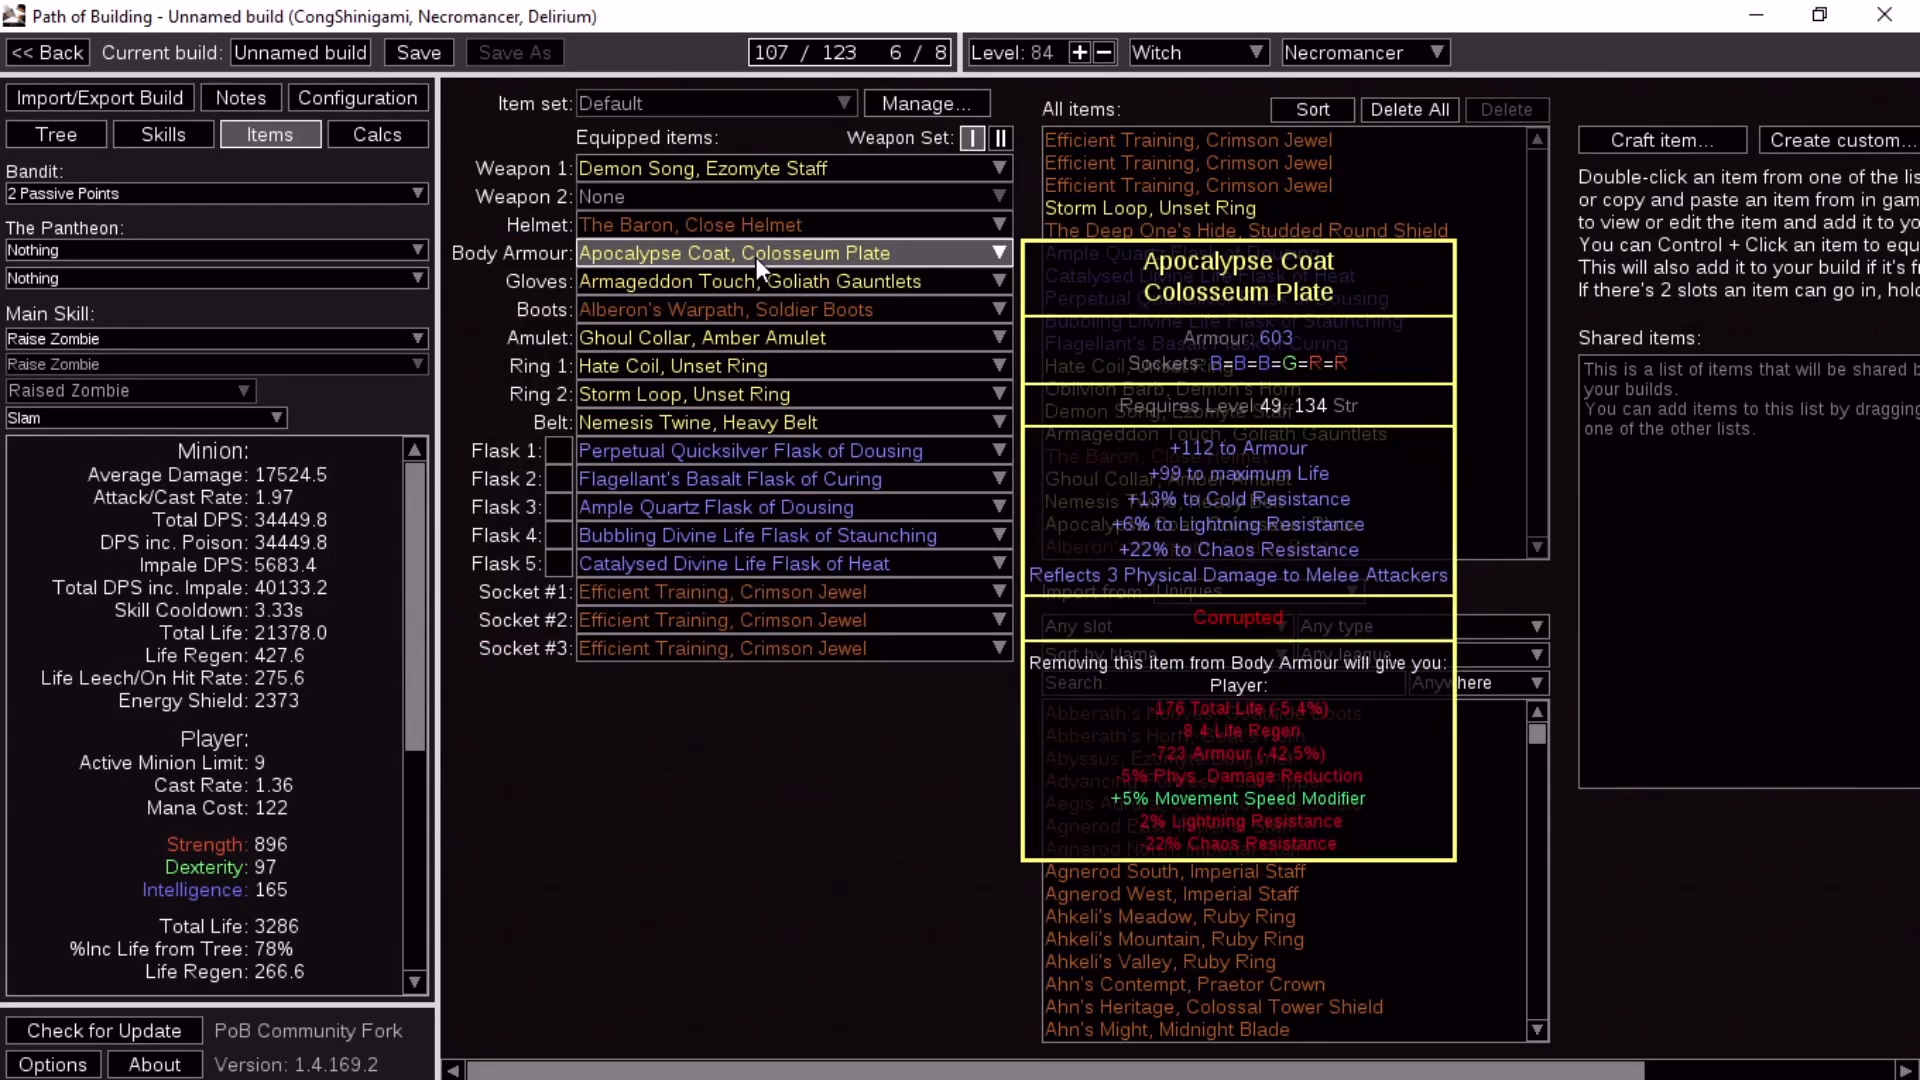 Path of Building - Unnamed build (CongShinigami, Necromancer, Delirium)
<< Back Current build: Unnamed build Save Save As 107 / 123 6 / 8 Level: 84 + − Witch Necromancer
Import/Export Build Notes Configuration
Tree Skills Items Calcs
Bandit:
2 Passive Points
The Pantheon:
Nothing
Nothing
Main Skill:
Raise Zombie
Raise Zombie
Raised Zombie
Slam
Minion:
Average Damage: 17524.5
Attack/Cast Rate: 1.97
Total DPS: 34449.8
DPS inc. Poison: 34449.8
Impale DPS: 5683.4
Total DPS inc. Impale: 40133.2
Skill Cooldown: 3.33s
Total Life: 21378.0
Life Regen: 427.6
Life Leech/On Hit Rate: 275.6
Energy Shield: 2373
Player:
Active Minion Limit: 9
Cast Rate: 1.36
Mana Cost: 122
Strength: 896
Dexterity: 97
Intelligence: 165
Total Life: 3286
%Inc Life from Tree: 78%
Life Regen: 266.6
Check for Update PoB Community Fork
Options About Version: 1.4.169.2
Item set: Default Manage...
Equipped items: Weapon Set: I II
Weapon 1: Demon Song, Ezomyte Staff
Weapon 2: None
Helmet: The Baron, Close Helmet
Body Armour: Apocalypse Coat, Colosseum Plate
Gloves: Armageddon Touch, Goliath Gauntlets
Boots: Alberon's Warpath, Soldier Boots
Amulet: Ghoul Collar, Amber Amulet
Ring 1: Hate Coil, Unset Ring
Ring 2: Storm Loop, Unset Ring
Belt: Nemesis Twine, Heavy Belt
Flask 1: Perpetual Quicksilver Flask of Dousing
Flask 2: Flagellant's Basalt Flask of Curing
Flask 3: Ample Quartz Flask of Dousing
Flask 4: Bubbling Divine Life Flask of Staunching
Flask 5: Catalysed Divine Life Flask of Heat
Socket #1: Efficient Training, Crimson Jewel
Socket #2: Efficient Training, Crimson Jewel
Socket #3: Efficient Training, Crimson Jewel
All items: Sort Delete All Delete
Efficient Training, Crimson Jewel
Efficient Training, Crimson Jewel
Efficient Training, Crimson Jewel
Storm Loop, Unset Ring
The Deep One's Hide, Studded Round Shield
Apocalypse Coat
Colosseum Plate
Armour: 603
Sockets: B=B=B=G=R=R
Requires Level 49, 134 Str
+112 to Armour
+99 to maximum Life
+13% to Cold Resistance
+6% to Lightning Resistance
+22% to Chaos Resistance
Reflects 3 Physical Damage to Melee Attackers
Corrupted
Removing this item from Body Armour will give you:
Player:
-176 Total Life (-5.4%)
-8.4 Life Regen
-723 Armour (-42.5%)
-5% Phys. Damage Reduction
+5% Movement Speed Modifier
-2% Lightning Resistance
-22% Chaos Resistance
Any slot Any type
Search: Anywhere
Agnerod South, Imperial Staff
Agnerod West, Imperial Staff
Ahkeli's Meadow, Ruby Ring
Ahkeli's Mountain, Ruby Ring
Ahkeli's Valley, Ruby Ring
Ahn's Contempt, Praetor Crown
Ahn's Heritage, Colossal Tower Shield
Ahn's Might, Midnight Blade
Craft item... Create custom...
Double-click an item from one of the
or copy and paste an item from in gam
to view or edit the item and add it to
You can Control + Click an item to
This will also add it to your build if it's
If there's 2 slots an item can go in,
Shared items:
This is a list of items that will be shared
your builds.
You can add items to this list by dragging
one of the other lists.